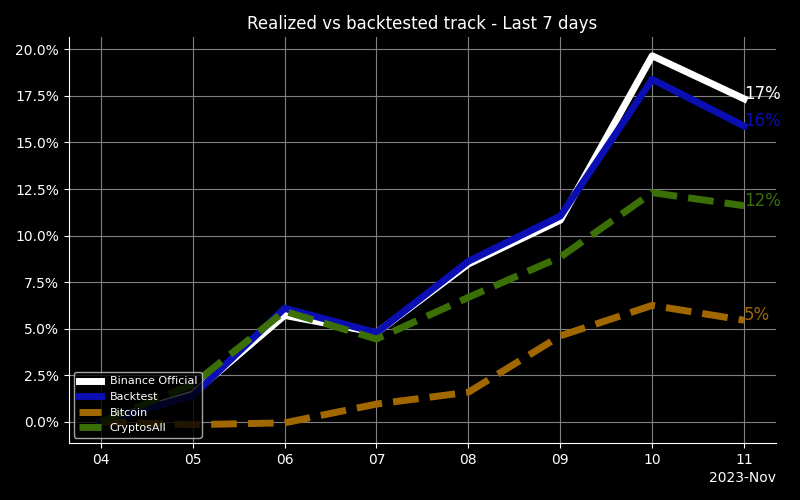 Realized vs backtested track - Last 7 days
20.0%
17.5%
15.0%
12.5%
10.0%
7.5%
5.0%
2.5%
0.0%
17%
16%
12%
5%
Binance Official
Backtest
Bitcoin
CryptosAll
04 05 06 07 08 09 10 11
2023-Nov